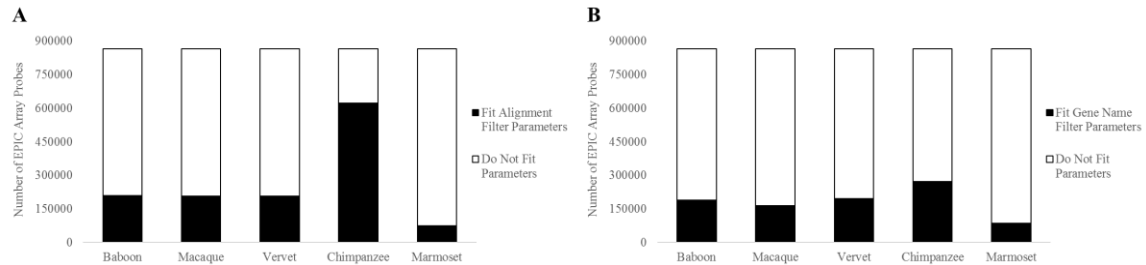 A
Number of EPIC Array Probes
900000
750000
600000
450000
300000
150000
0
Baboon Macaque Vervet Chimpanzee Marmoset
Fit Alignment
Filter Parameters
Do Not Fit
Parameters
B
Number of EPIC Array Probes
900000
750000
600000
450000
300000
150000
0
Baboon Macaque Vervet Chimpanzee Marmoset
Fit Gene Name
Filter Parameters
Do Not Fit
Parameters